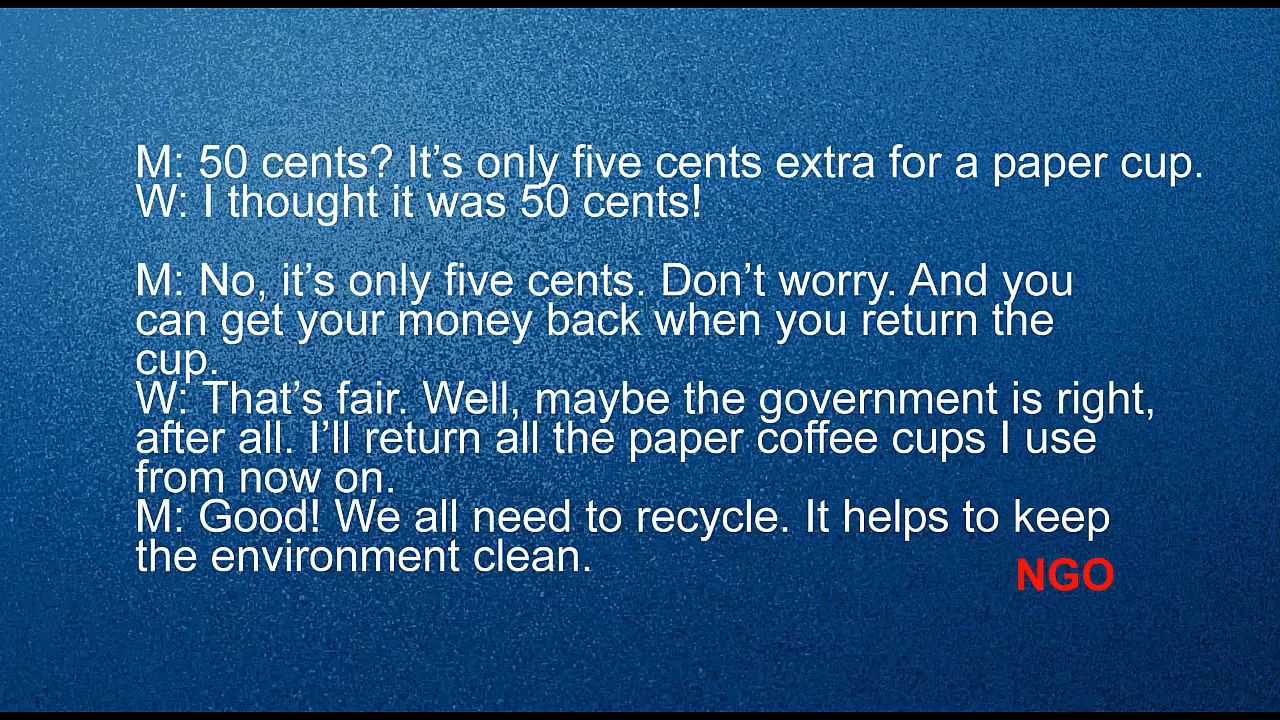 M: 50 cents? It’s only five cents extra for a paper cup.
W: I thought it was 50 cents!
M: No, it’s only five cents. Don’t worry. And you
can get your money back when you return the
cup.
W: That’s fair. Well, maybe the government is right,
after all. I’ll return all the paper coffee cups I use
from now on.
M: Good! We all need to recycle. It helps to keep
the environment clean.
NGO